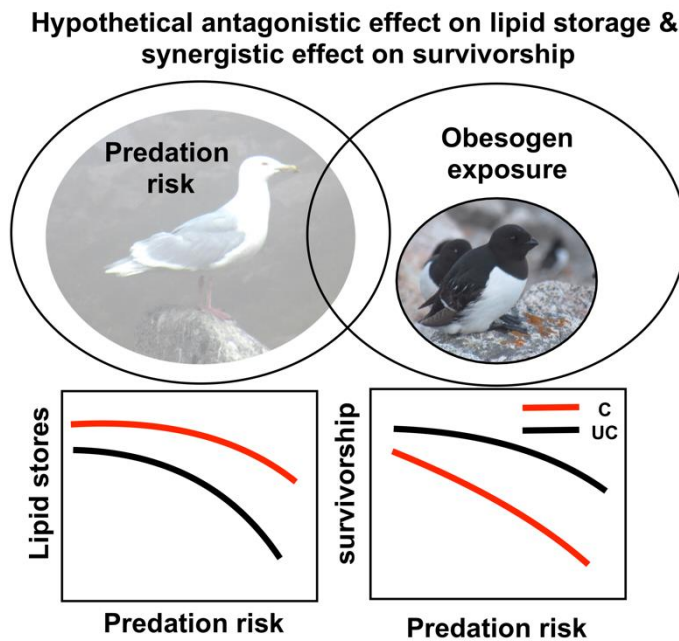 Hypothetical antagonistic effect on lipid storage &
synergistic effect on survivorship
Predation
risk
Obesogen
exposure
Lipid stores
Predation risk
survivorship
C
UC
Predation risk